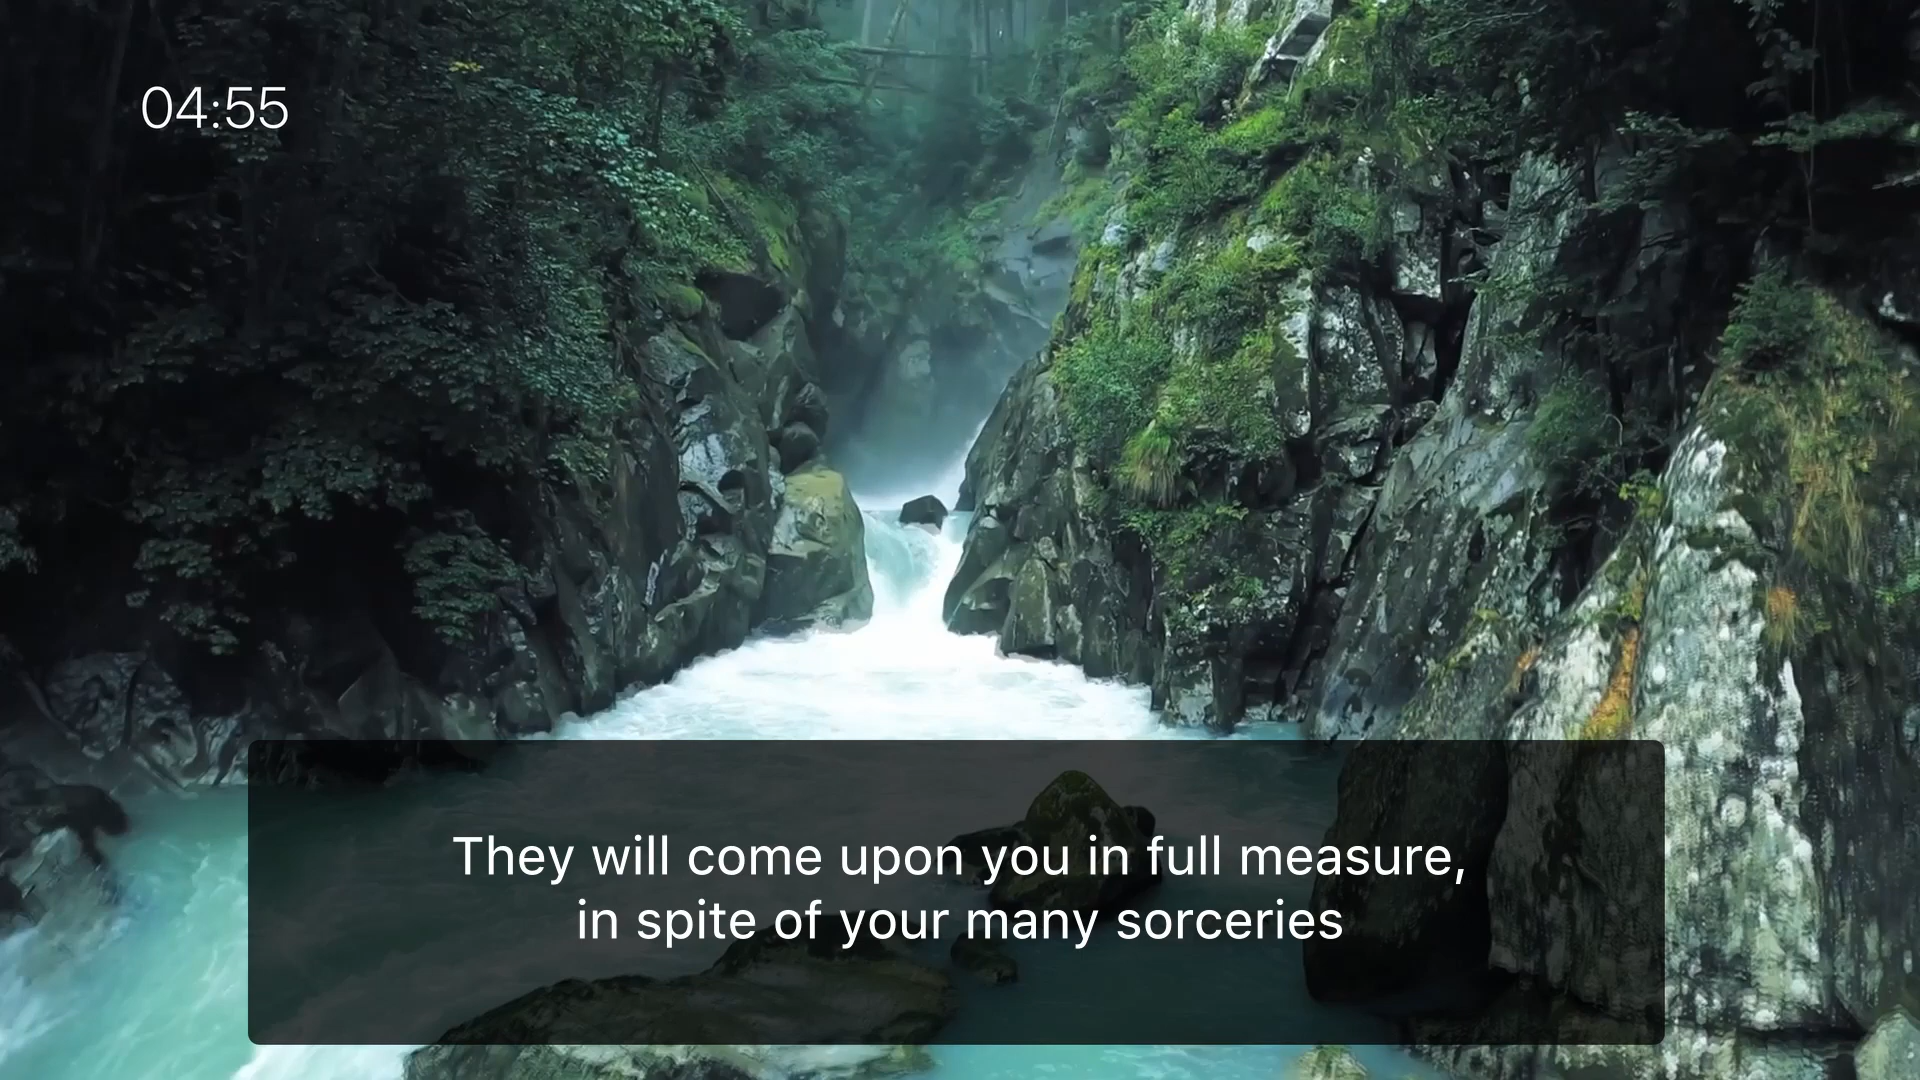 04:55
They will come upon you in full measure,
in spite of your many sorceries